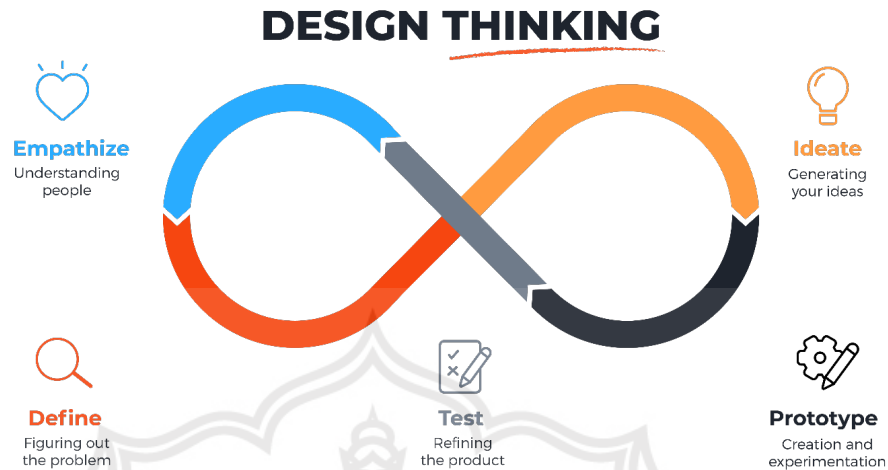 DESIGN THINKING
Empathize
Understanding
people
Ideate
Generating
your ideas
Define
Figuring out
the problem
Test
Refining
the product
Prototype
Creation and
experimentation